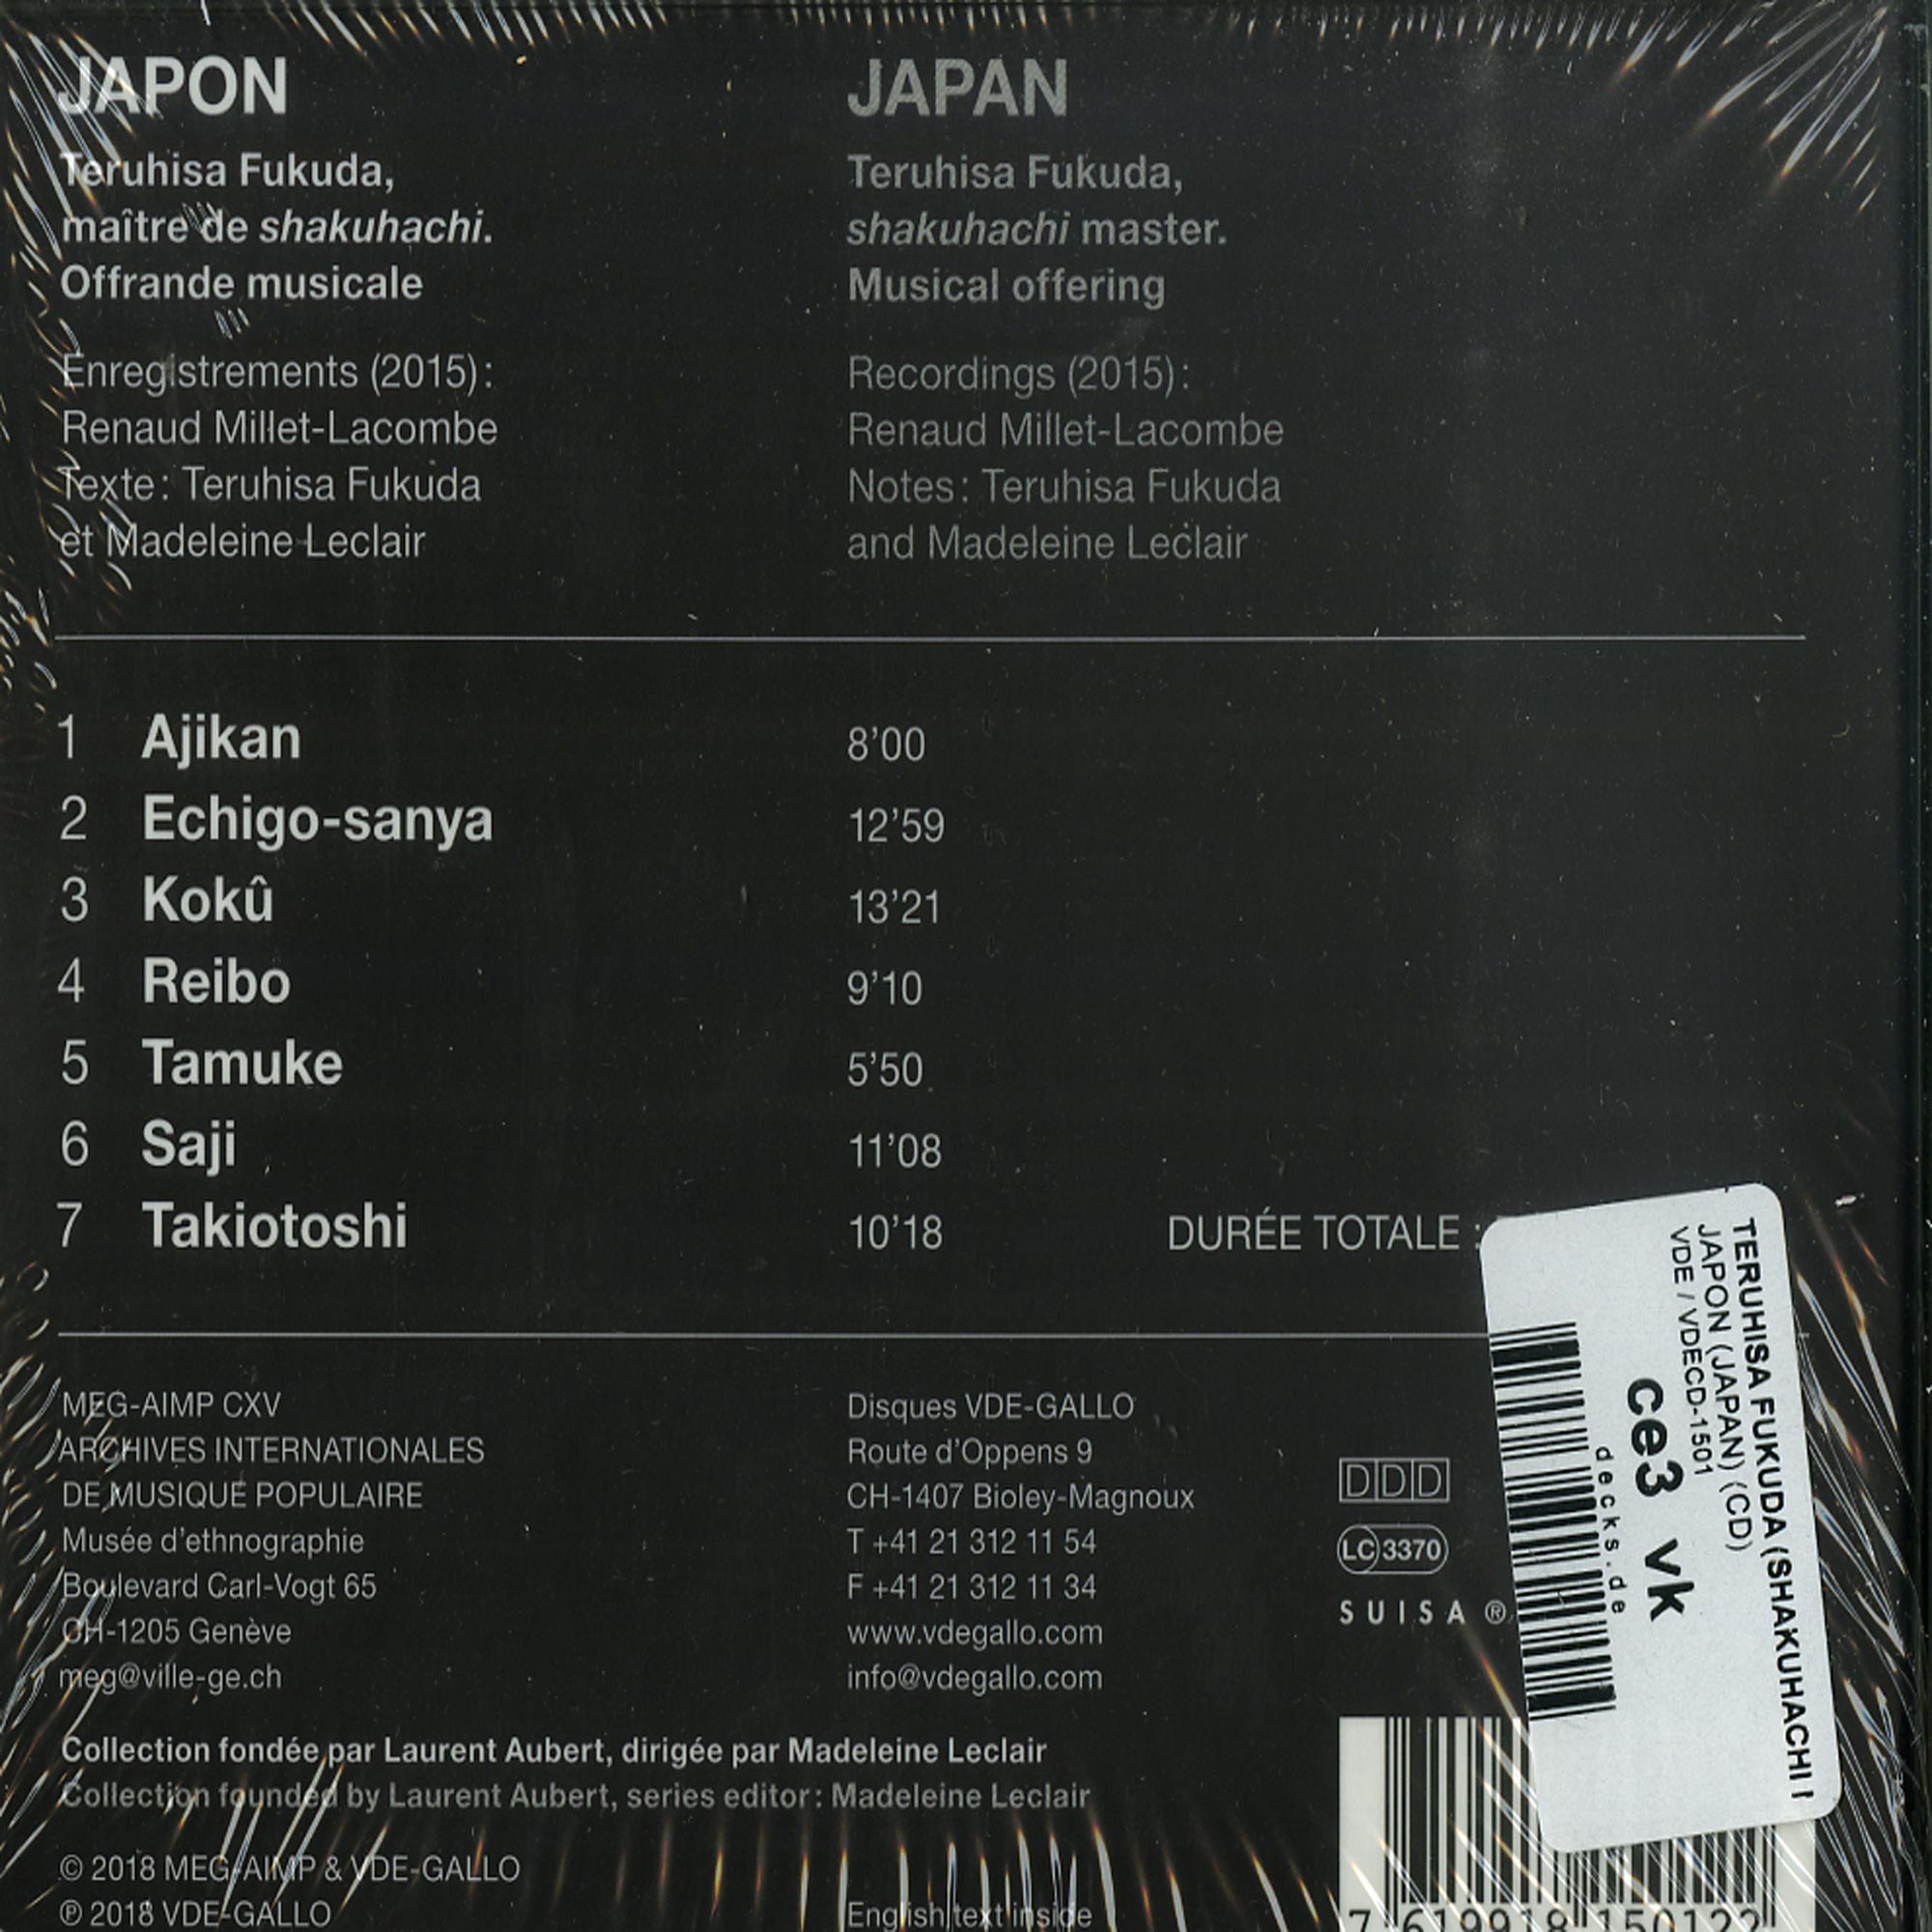 JAPON
Teruhisa Fukuda,
maître de shakuhachi.
Offrande musicale
Enregistrements (2015):
Renaud Millet-Lacombe
Texte: Teruhisa Fukuda
et Madeleine Leclair
JAPAN
Teruhisa Fukuda,
shakuhachi master.
Musical offering
Recordings (2015):
Renaud Millet-Lacombe
Notes: Teruhisa Fukuda
and Madeleine Leclair
1 Ajikan 8’00
2 Echigo-sanya 12’59
3 Kokû 13’21
4 Reibo 9’10
5 Tamuke 5’50
6 Saji 11’08
7 Takiotoshi 10’18 DURÉE TOTALE :
MEG-AIMP CXV
ARCHIVES INTERNATIONALES
DE MUSIQUE POPULAIRE
Musée d’ethnographie
Boulevard Carl-Vogt 65
CH-1205 Genève
meg@ville-ge.ch
Disques VDE-GALLO
Route d’Oppens 9
CH-1407 Bioley-Magnoux
T +41 21 312 11 54
F +41 21 312 11 34
www.vdegallo.com
info@vdegallo.com
DDD
LC 3370
SUISA ®
TERUHISA FUKUDA (SHAKUHACHI
JAPON (JAPAN) (CD)
VDE / VDECD-1501
ce3 vk
decks.de
Collection fondée par Laurent Aubert, dirigée par Madeleine Leclair
Collection founded by Laurent Aubert, series editor: Madeleine Leclair
© 2018 MEG-AIMP & VDE-GALLO
℗ 2018 VDE-GALLO
English text inside
7 619918 150122